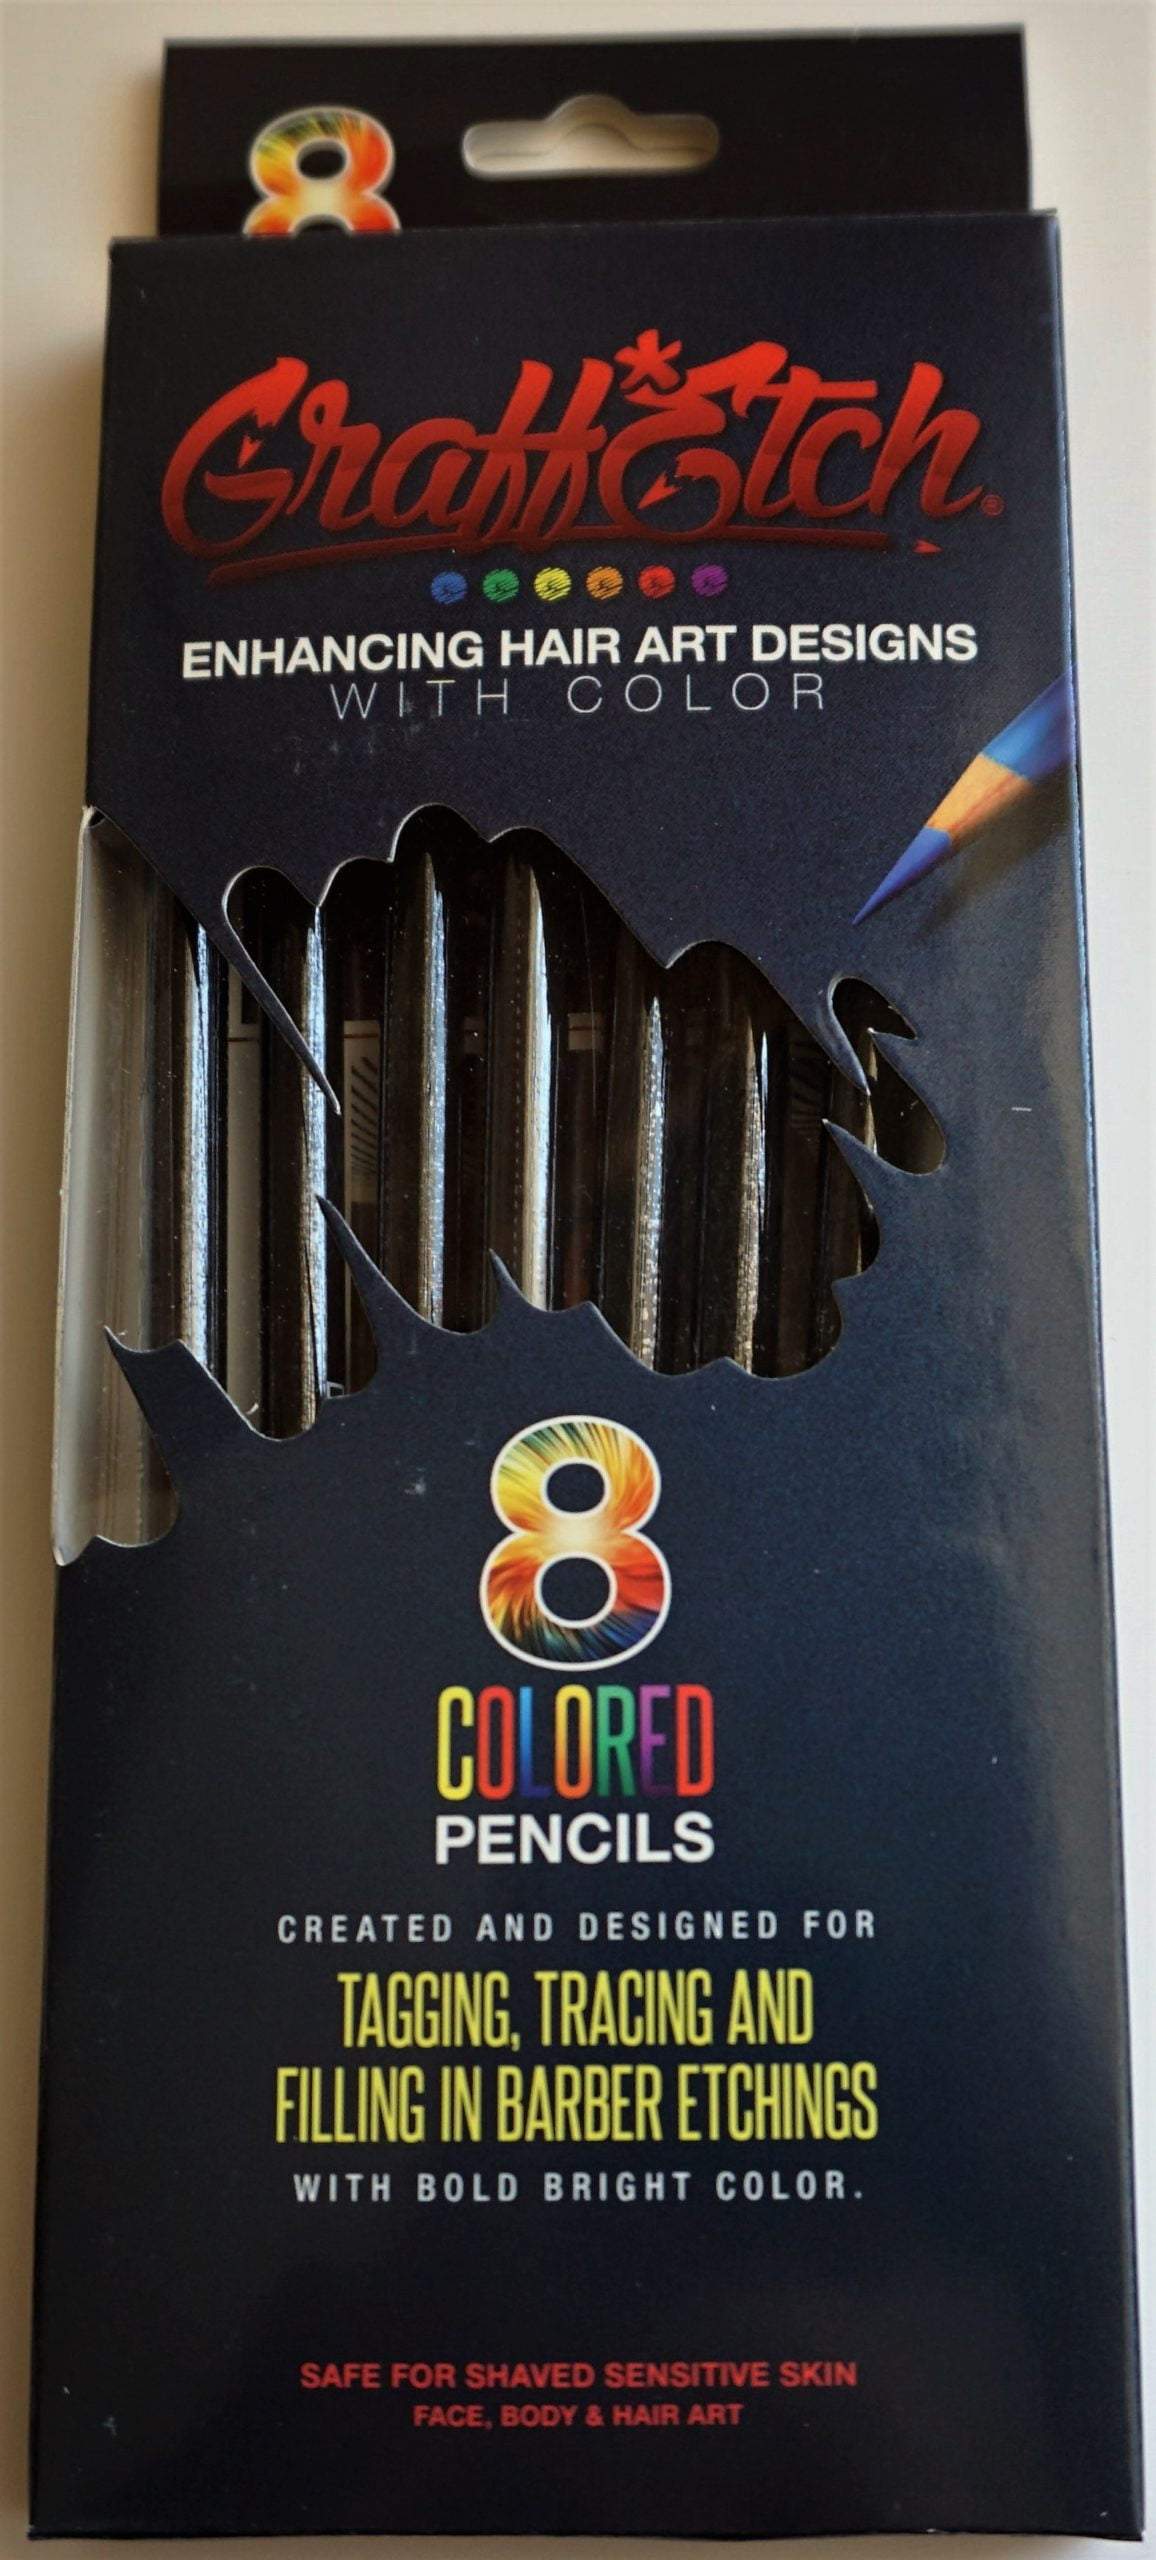 8
GraffEtch®
ENHANCING HAIR ART DESIGNS
WITH COLOR
8
COLORED
PENCILS
CREATED AND DESIGNED FOR
TAGGING, TRACING AND
FILLING IN BARBER ETCHINGS
WITH BOLD BRIGHT COLOR.
SAFE FOR SHAVED SENSITIVE SKIN
FACE, BODY & HAIR ART